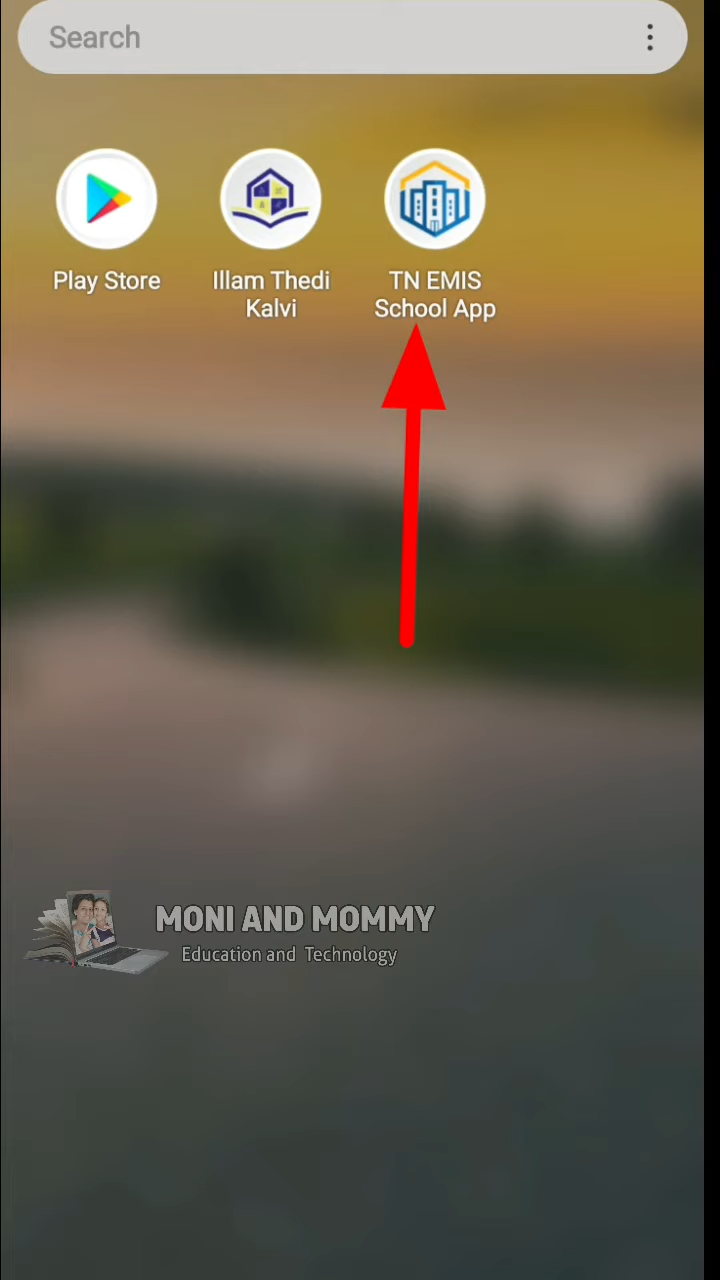 Search
Play Store
Illam Thedi
Kalvi
TN EMIS
School App
MONI AND MOMMY
Education and Technology